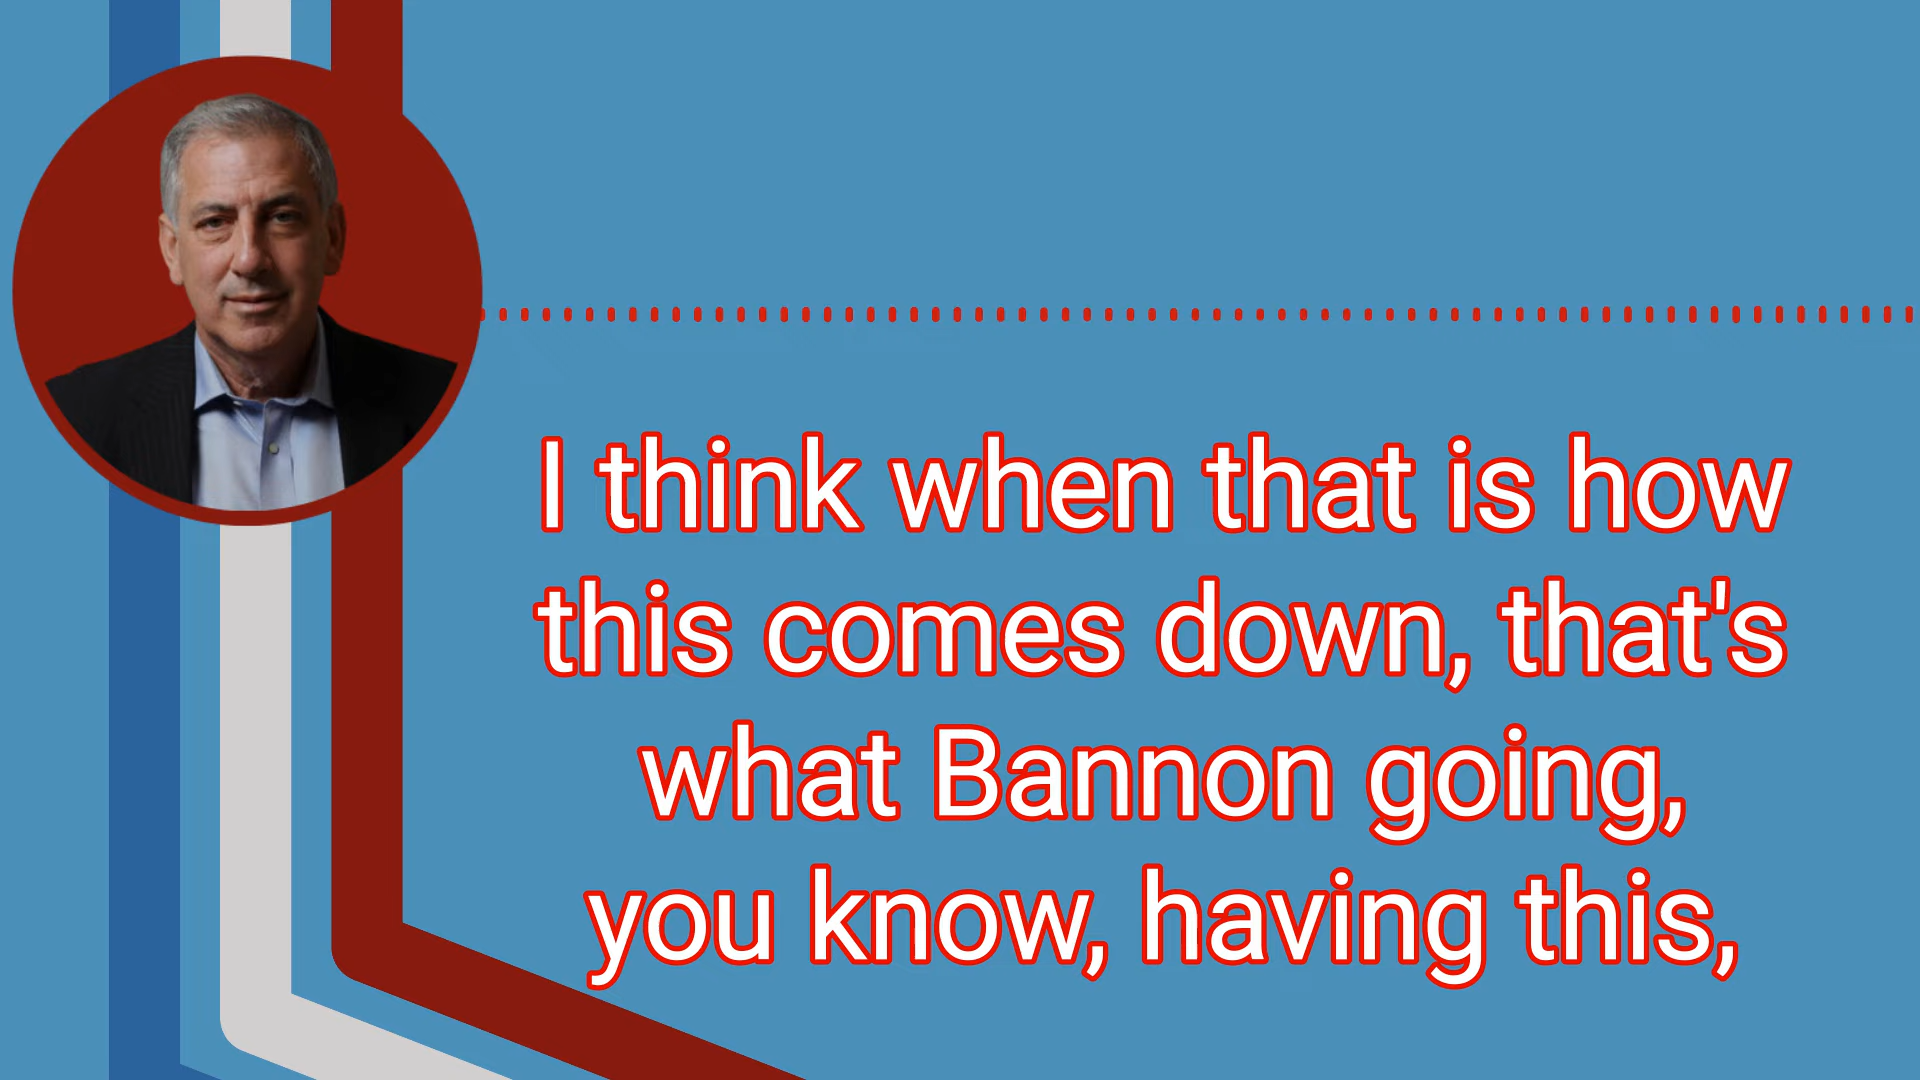 I think when that is how
this comes down, that's
what Bannon going,
you know, having this,